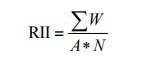 RII = ∑W / A * N